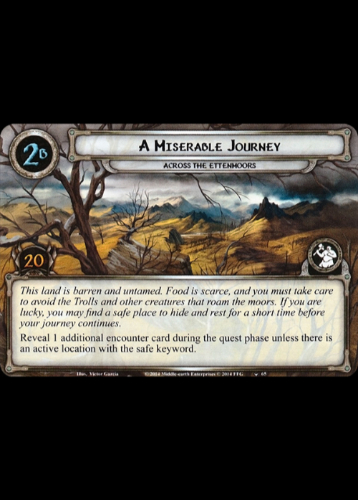 2B
A Miserable Journey
Across the Ettenmoors
20
This land is barren and untamed. Food is scarce, and you must take care
to avoid the Trolls and other creatures that roam the moors. If you are
lucky, you may find a safe place to hide and rest for a short time before
your journey continues.
Reveal 1 additional encounter card during the quest phase unless there is
an active location with the safe keyword.
Illus. Victor Garcia © 2014 Middle-earth Enterprises © 2014 FFG 65